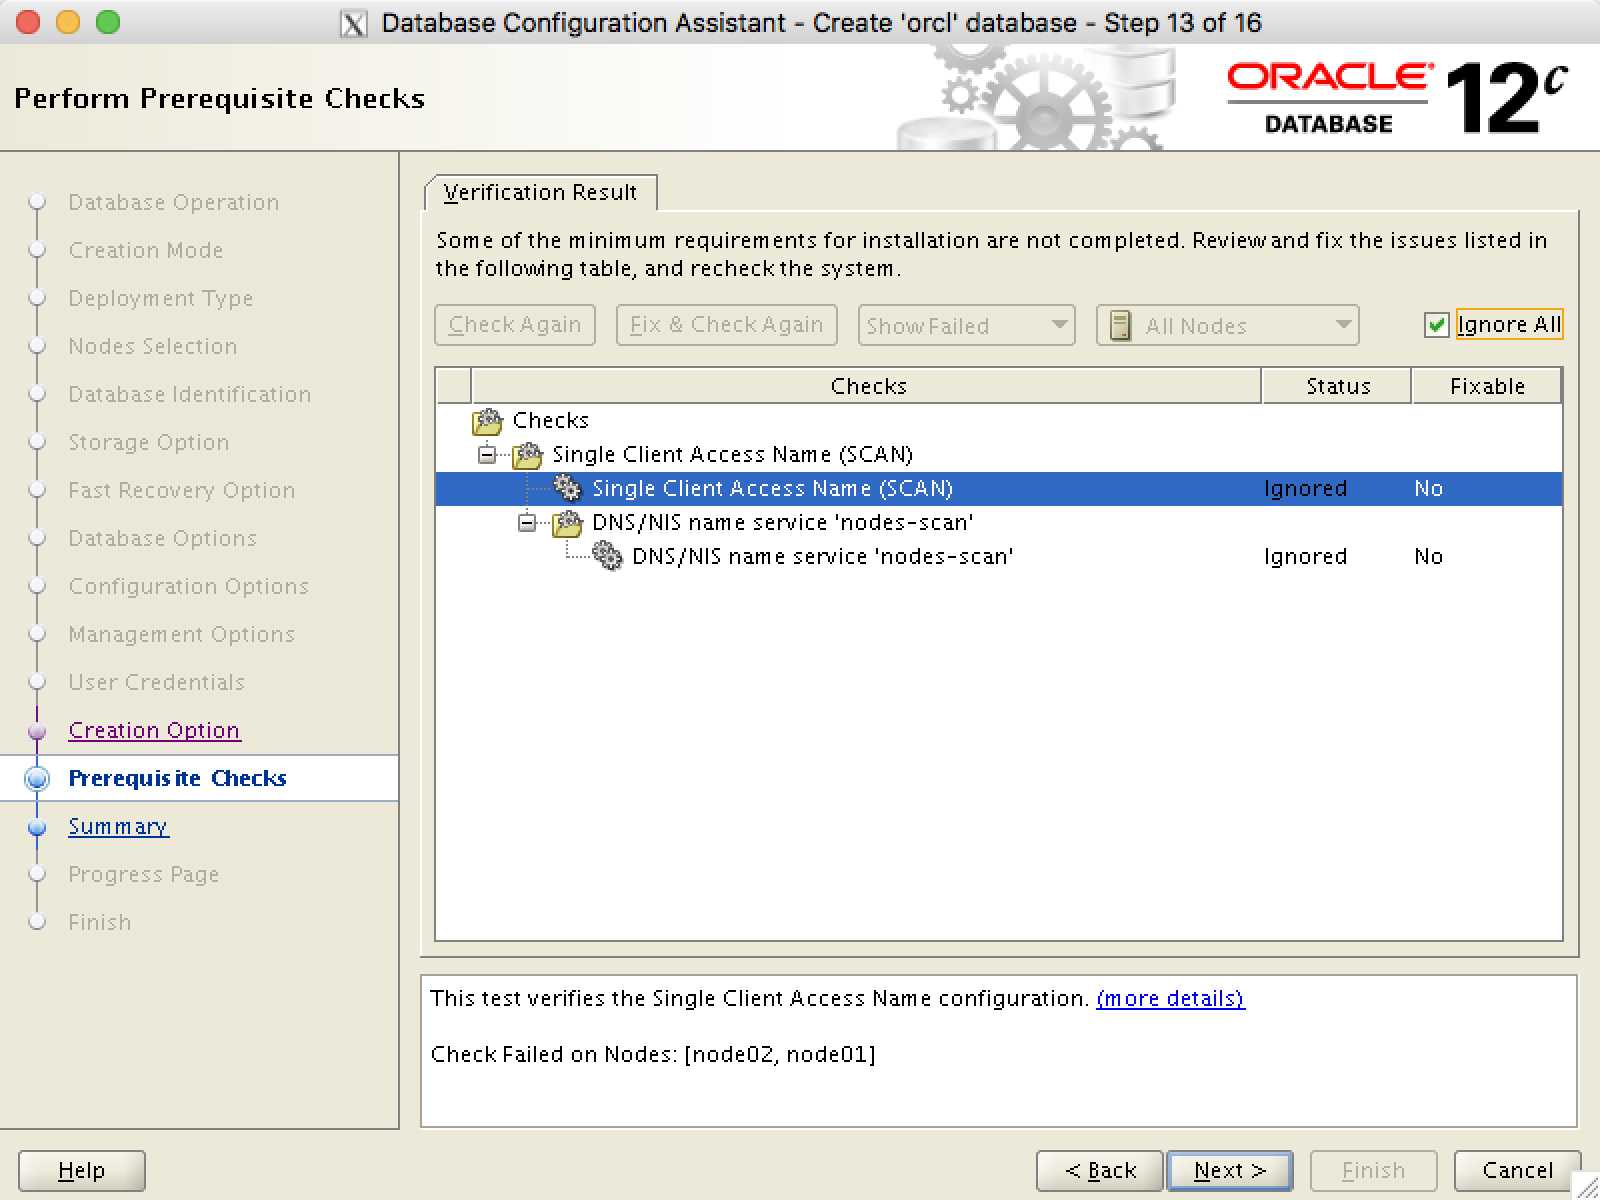 Database Configuration Assistant - Create 'orcl' database - Step 13 of 16
Perform Prerequisite Checks
ORACLE
DATABASE
12c
Database Operation
Creation Mode
Deployment Type
Nodes Selection
Database Identification
Storage Option
Fast Recovery Option
Database Options
Configuration Options
Management Options
User Credentials
Creation Option
Prerequisite Checks
Summary
Progress Page
Finish
Verification Result
Some of the minimum requirements for installation are not completed. Review and fix the issues listed in
the following table, and recheck the system.
Check Again Fix & Check Again Show Failed All Nodes Ignore All
Checks Status Fixable
Checks
Single Client Access Name (SCAN)
Single Client Access Name (SCAN) Ignored No
DNS/NIS name service 'nodes-scan'
DNS/NIS name service 'nodes-scan' Ignored No
This test verifies the Single Client Access Name configuration. (more details)
Check Failed on Nodes: [node02, node01]
Help < Back Next > Finish Cancel